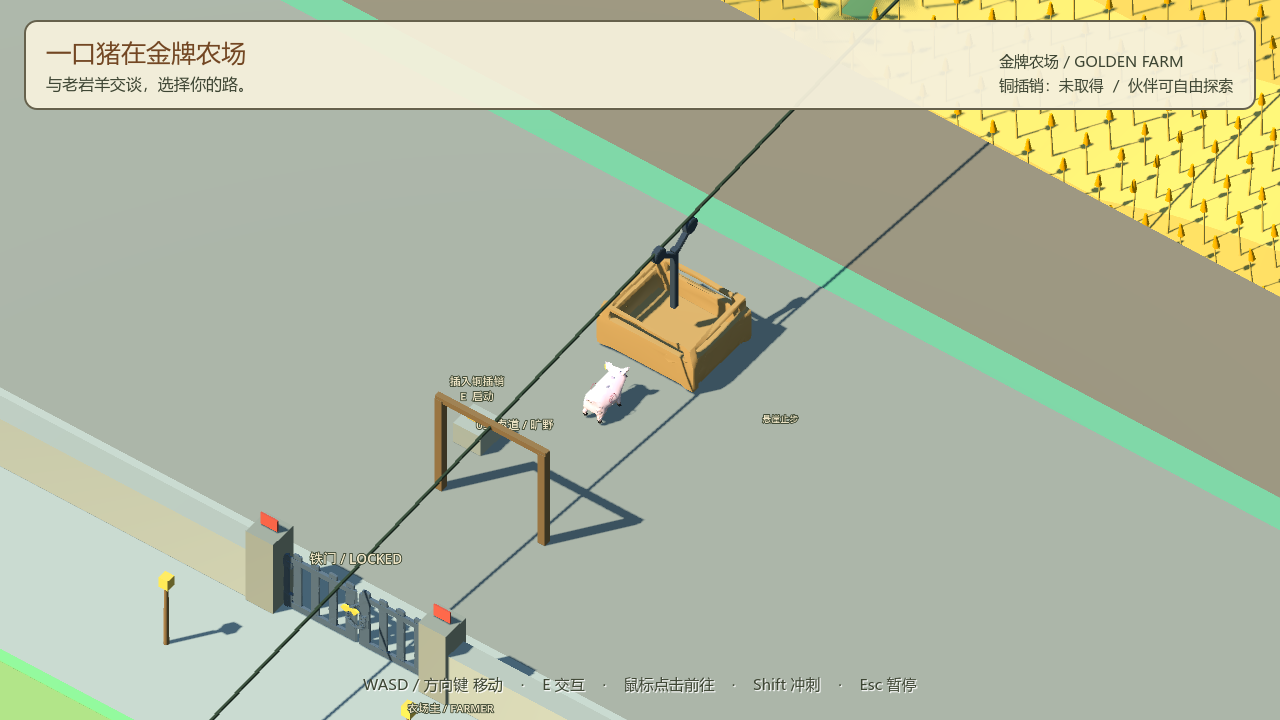 一口猪在金牌农场
与老岩羊交谈，选择你的路。
金牌农场 / GOLDEN FARM
铜插销：未取得 / 伙伴可自由探索
插入铜插销
E 启动
索道 / 旷野
悬崖止步
铁门 / LOCKED
WASD / 方向键 移动 · E 交互 · 鼠标点击前往 · Shift 冲刺 · Esc 暂停
农场主 / FARMER